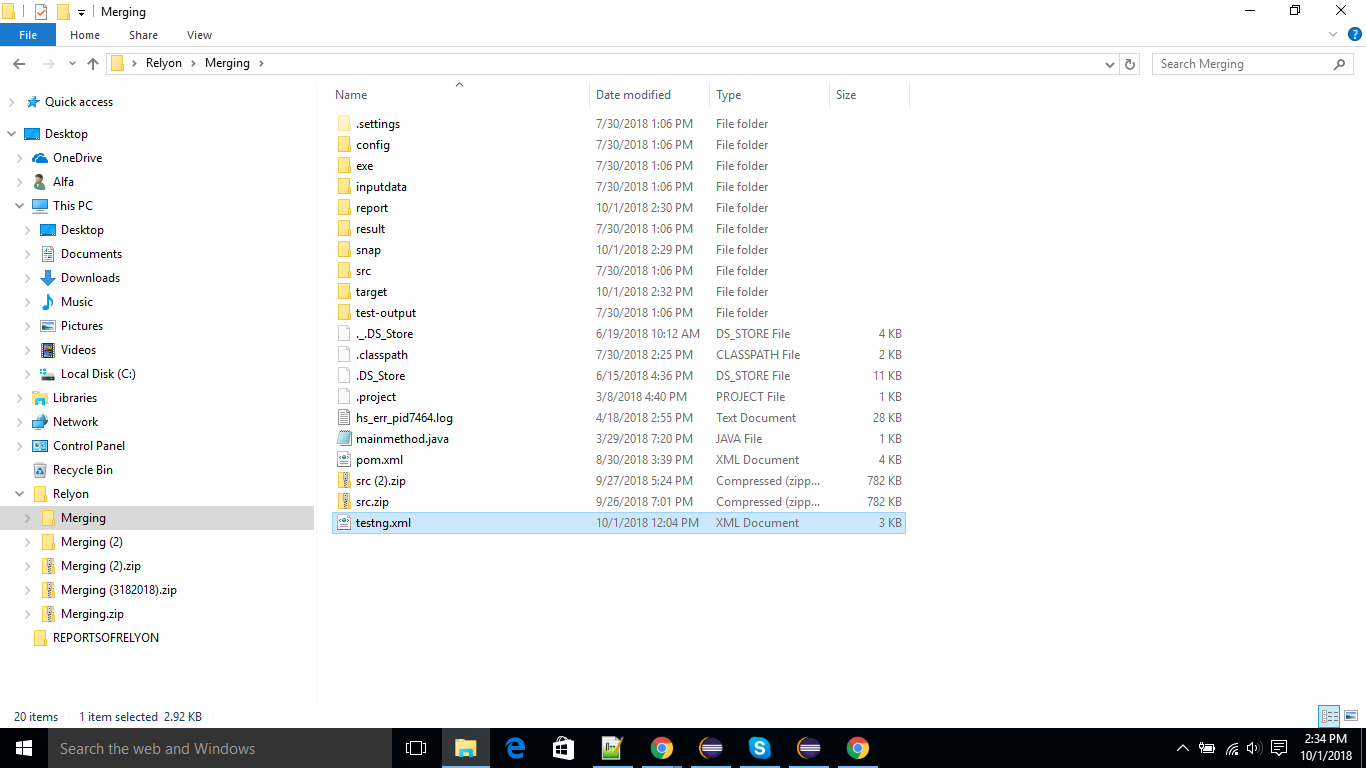 Merging
File Home Share View
Relyon Merging
Search Merging
Quick access
Desktop
OneDrive
Alfa
This PC
Desktop
Documents
Downloads
Music
Pictures
Videos
Local Disk (C:)
Libraries
Network
Control Panel
Recycle Bin
Relyon
Merging
Merging (2)
Merging (2).zip
Merging (3182018).zip
Merging.zip
REPORTSOFRELYON
Name Date modified Type Size
.settings 7/30/2018 1:06 PM File folder
config 7/30/2018 1:06 PM File folder
exe 7/30/2018 1:06 PM File folder
inputdata 7/30/2018 1:06 PM File folder
report 10/1/2018 2:30 PM File folder
result 7/30/2018 1:06 PM File folder
snap 10/1/2018 2:29 PM File folder
src 7/30/2018 1:06 PM File folder
target 10/1/2018 2:32 PM File folder
test-output 7/30/2018 1:06 PM File folder
._.DS_Store 6/19/2018 10:12 AM DS_STORE File 4 KB
.classpath 7/30/2018 2:25 PM CLASSPATH File 2 KB
.DS_Store 6/15/2018 4:36 PM DS_STORE File 11 KB
.project 3/8/2018 4:40 PM PROJECT File 1 KB
hs_err_pid7464.log 4/18/2018 2:55 PM Text Document 28 KB
mainmethod.java 3/29/2018 7:20 PM JAVA File 1 KB
pom.xml 8/30/2018 3:39 PM XML Document 4 KB
src (2).zip 9/27/2018 5:24 PM Compressed (zipp... 782 KB
src.zip 9/26/2018 7:01 PM Compressed (zipp... 782 KB
testng.xml 10/1/2018 12:04 PM XML Document 3 KB
20 items 1 item selected 2.92 KB
Search the web and Windows
2:34 PM
10/1/2018